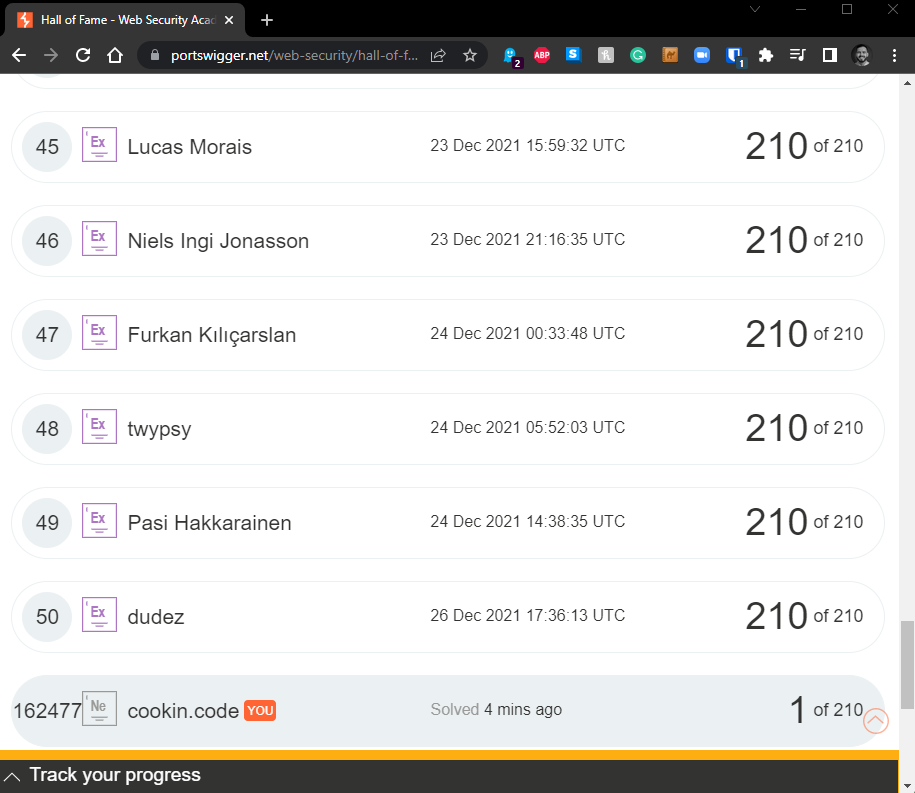 Hall of Fame - Web Security Acad
portswigger.net/web-security/hall-of-f...
2
ABP
S
R
G
1
45 Ex Lucas Morais 23 Dec 2021 15:59:32 UTC 210 of 210
46 Ex Niels Ingi Jonasson 23 Dec 2021 21:16:35 UTC 210 of 210
47 Ex Furkan Kılıçarslan 24 Dec 2021 00:33:48 UTC 210 of 210
48 Ex twypsy 24 Dec 2021 05:52:03 UTC 210 of 210
49 Ex Pasi Hakkarainen 24 Dec 2021 14:38:35 UTC 210 of 210
50 Ex dudez 26 Dec 2021 17:36:13 UTC 210 of 210
162477 Ne cookin.code YOU Solved 4 mins ago 1 of 210
Track your progress